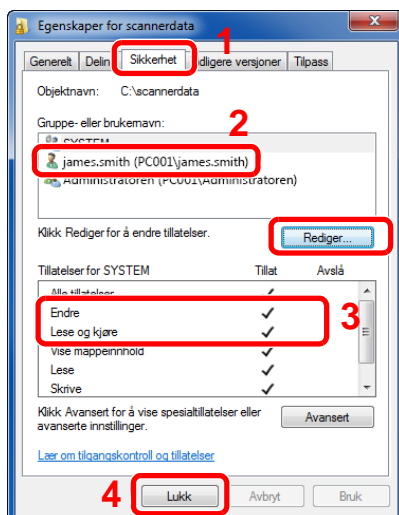 Egenskaper for scannerdata
1
Generelt Delin Sikkerhet dligere versjoner Tilpass
Objektnavn: C:\scannerdata
2
Gruppe- eller brukernavn:
SYSTEM
james.smith (PC001\james.smith)
Administratoren (PC001\Administratoren)
Klikk Rediger for å endre tillatelser.
Rediger...
Tillatelser for SYSTEM Tillat Avslå
Alle tillatelser
Endre
3
Lese og kjøre
Vise mappeinnhold
Lese
Skrive
Klikk Avansert for å vise spesialtillatelser eller
avanserte innstillinger.
Avansert
Lær om tilgangskontroll og tillatelser
4
Lukk Avbryt Bruk